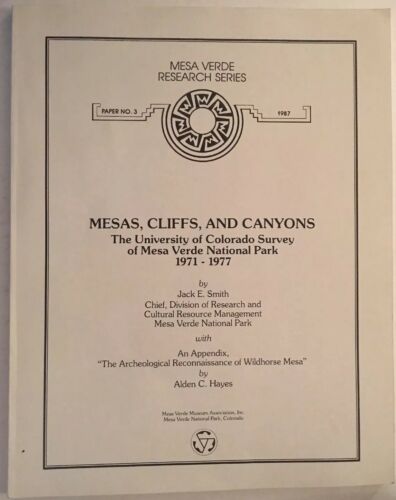 MESA VERDE
RESEARCH SERIES
PAPER NO. 3
1987
MESAS, CLIFFS, AND CANYONS
The University of Colorado Survey
of Mesa Verde National Park
1971 - 1977
by
Jack E. Smith
Chief, Division of Research and
Cultural Resource Management
Mesa Verde National Park
with
An Appendix,
"The Archeological Reconnaissance of Wildhorse Mesa"
by
Alden C. Hayes
Mesa Verde Museum Association, Inc.
Mesa Verde National Park, Colorado